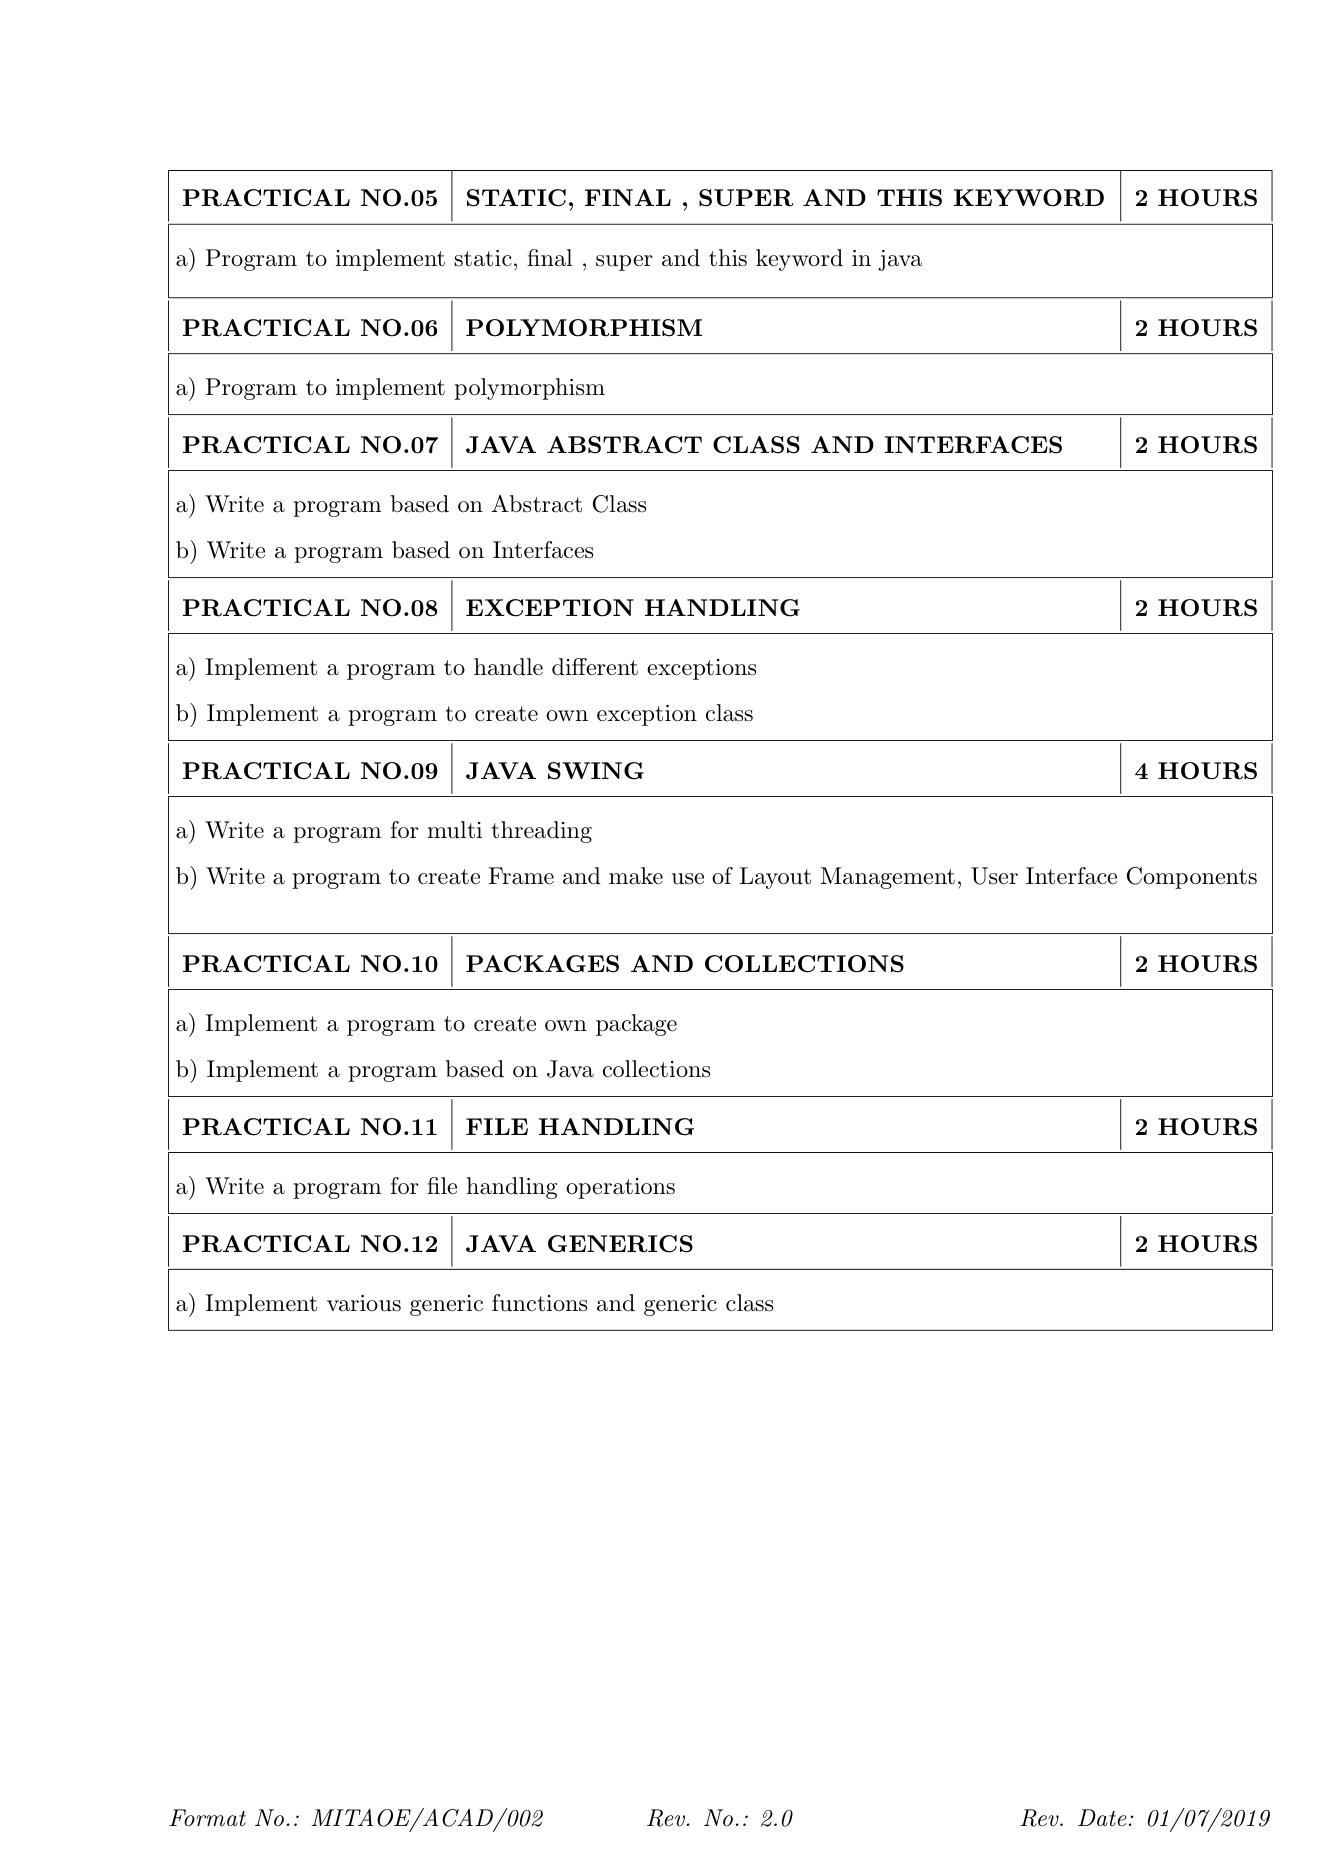 PRACTICAL NO.05 STATIC, FINAL , SUPER AND THIS KEYWORD 2 HOURS
a) Program to implement static, final , super and this keyword in java
PRACTICAL NO.06 POLYMORPHISM 2 HOURS
a) Program to implement polymorphism
PRACTICAL NO.07 JAVA ABSTRACT CLASS AND INTERFACES 2 HOURS
a) Write a program based on Abstract Class
b) Write a program based on Interfaces
PRACTICAL NO.08 EXCEPTION HANDLING 2 HOURS
a) Implement a program to handle different exceptions
b) Implement a program to create own exception class
PRACTICAL NO.09 JAVA SWING 4 HOURS
a) Write a program for multi threading
b) Write a program to create Frame and make use of Layout Management, User Interface Components
PRACTICAL NO.10 PACKAGES AND COLLECTIONS 2 HOURS
a) Implement a program to create own package
b) Implement a program based on Java collections
PRACTICAL NO.11 FILE HANDLING 2 HOURS
a) Write a program for file handling operations
PRACTICAL NO.12 JAVA GENERICS 2 HOURS
a) Implement various generic functions and generic class
Format No.: MITAOE/ACAD/002 Rev. No.: 2.0 Rev. Date: 01/07/2019